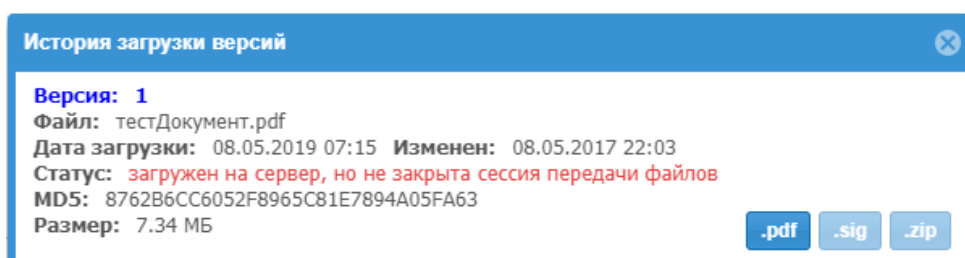 История загрузки версий
Версия: 1
Файл: тестДокумент.pdf
Дата загрузки: 08.05.2019 07:15 Изменен: 08.05.2017 22:03
Статус: загружен на сервер, но не закрыта сессия передачи файлов
MD5: 8762B6CC6052F8965C81E7894A05FA63
Размер: 7.34 МБ
.pdf .sig .zip